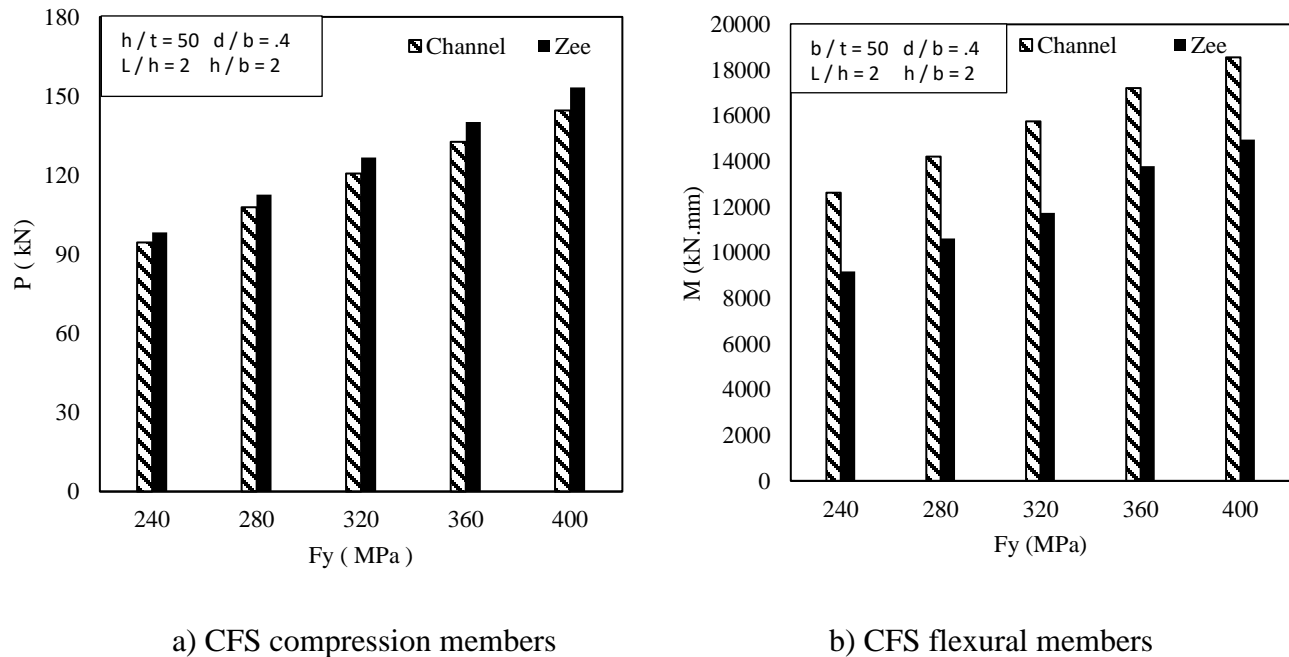 h / t = 50 d / b = .4
L / h = 2 h / b = 2
Channel Zee
180
150
120
90
60
30
0
P ( kN)
240 280 320 360 400
Fy ( MPa )
a) CFS compression members
b / t = 50 d / b = .4
L / h = 2 h / b = 2
Channel Zee
20000
18000
16000
14000
12000
10000
8000
6000
4000
2000
0
M (kN.mm)
240 280 320 360 400
Fy (MPa)
b) CFS flexural members